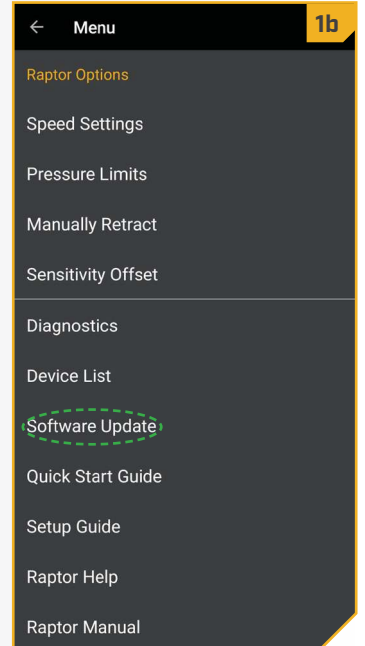 ← Menu
1b
Raptor Options
Speed Settings
Pressure Limits
Manually Retract
Sensitivity Offset
Diagnostics
Device List
Software Update
Quick Start Guide
Setup Guide
Raptor Help
Raptor Manual